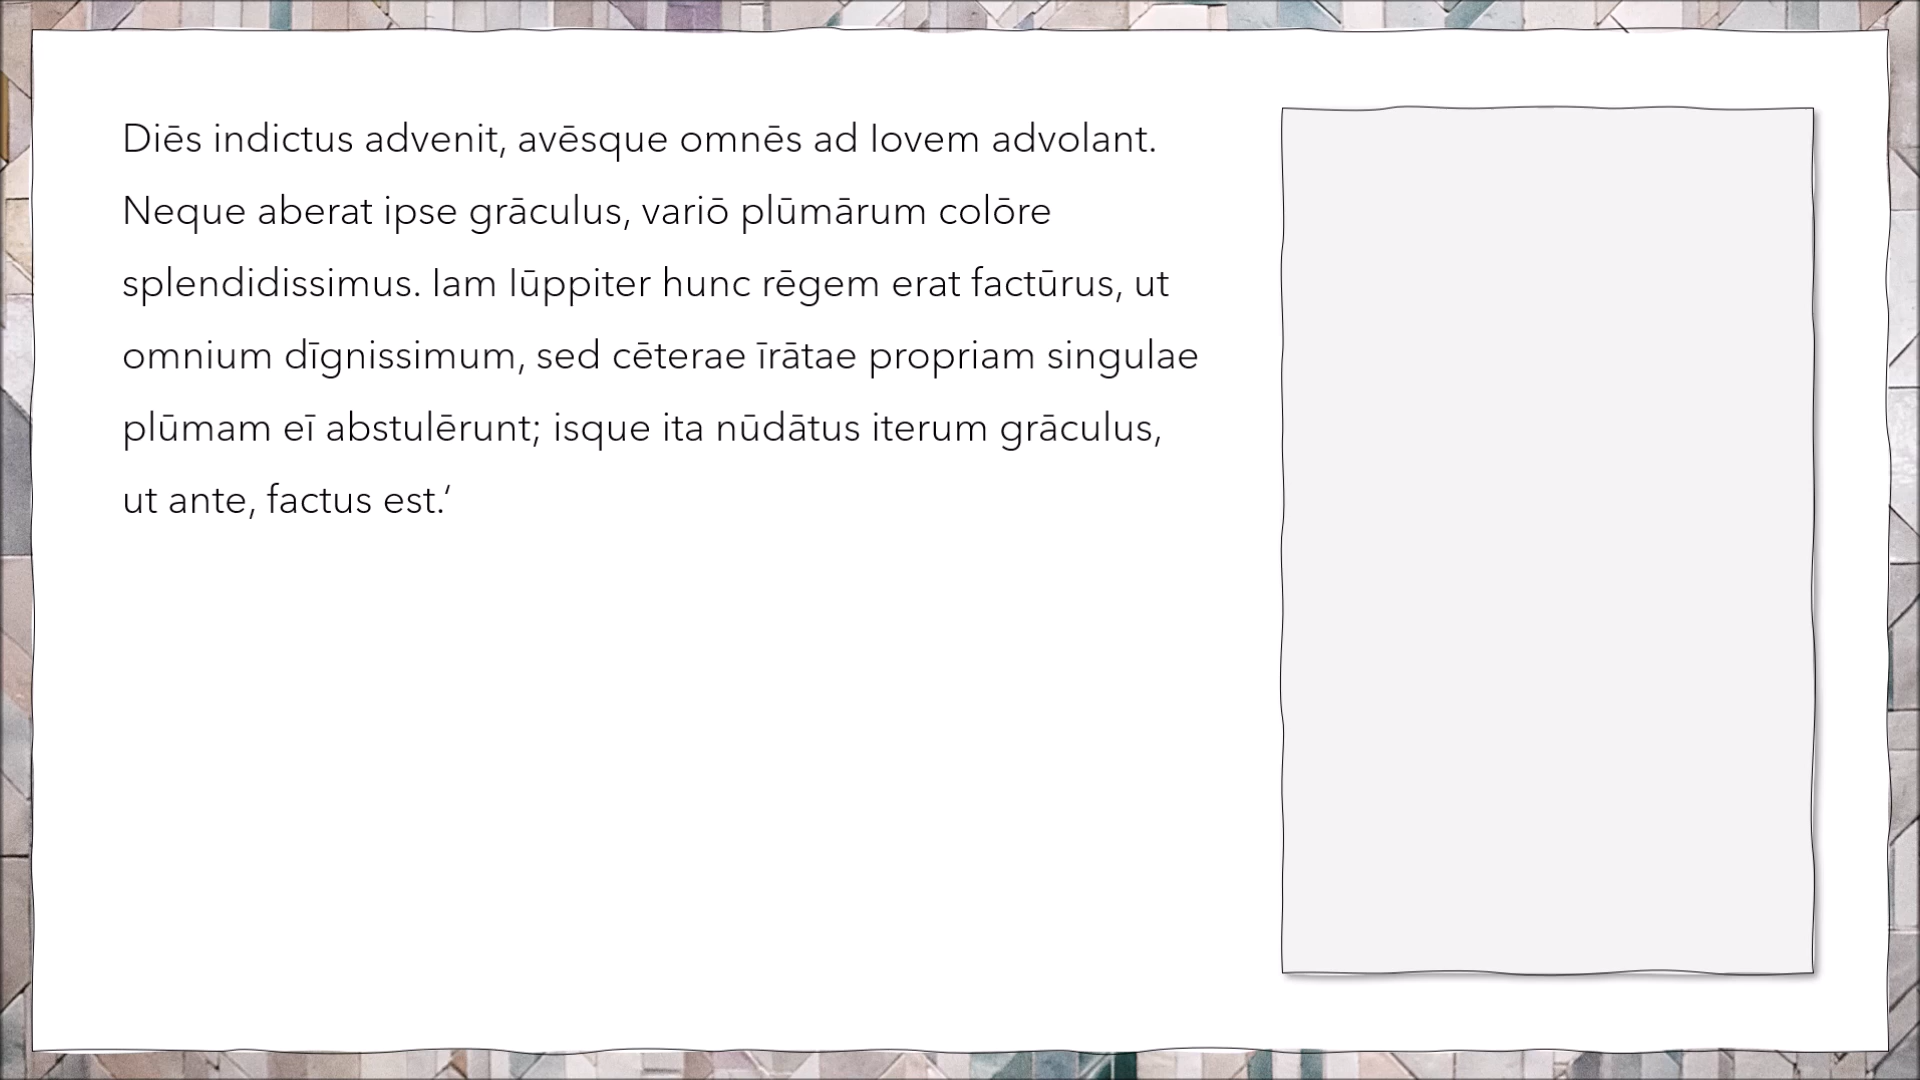 Diēs indictus advenit, avēsque omnēs ad Iovem advolant.
Neque aberat ipse grāculus, variō plūmārum colōre
splendidissimus. Iam Iūppiter hunc rēgem erat factūrus, ut
omnium dīgnissimum, sed cēterae īrātae propriam singulae
plūmam eī abstulērunt; isque ita nūdātus iterum grāculus,
ut ante, factus est.’